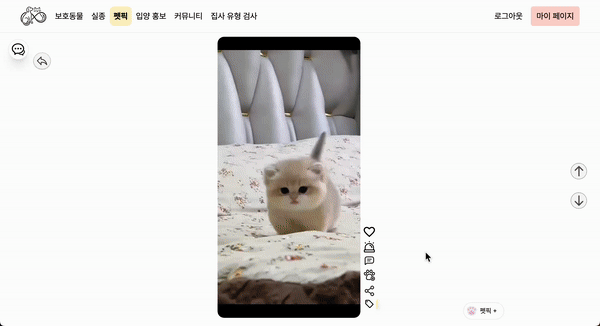 보호동물 실종 펫픽 입양 홍보 커뮤니티 집사 유형 검사 로그아웃 마이 페이지
펫픽 +